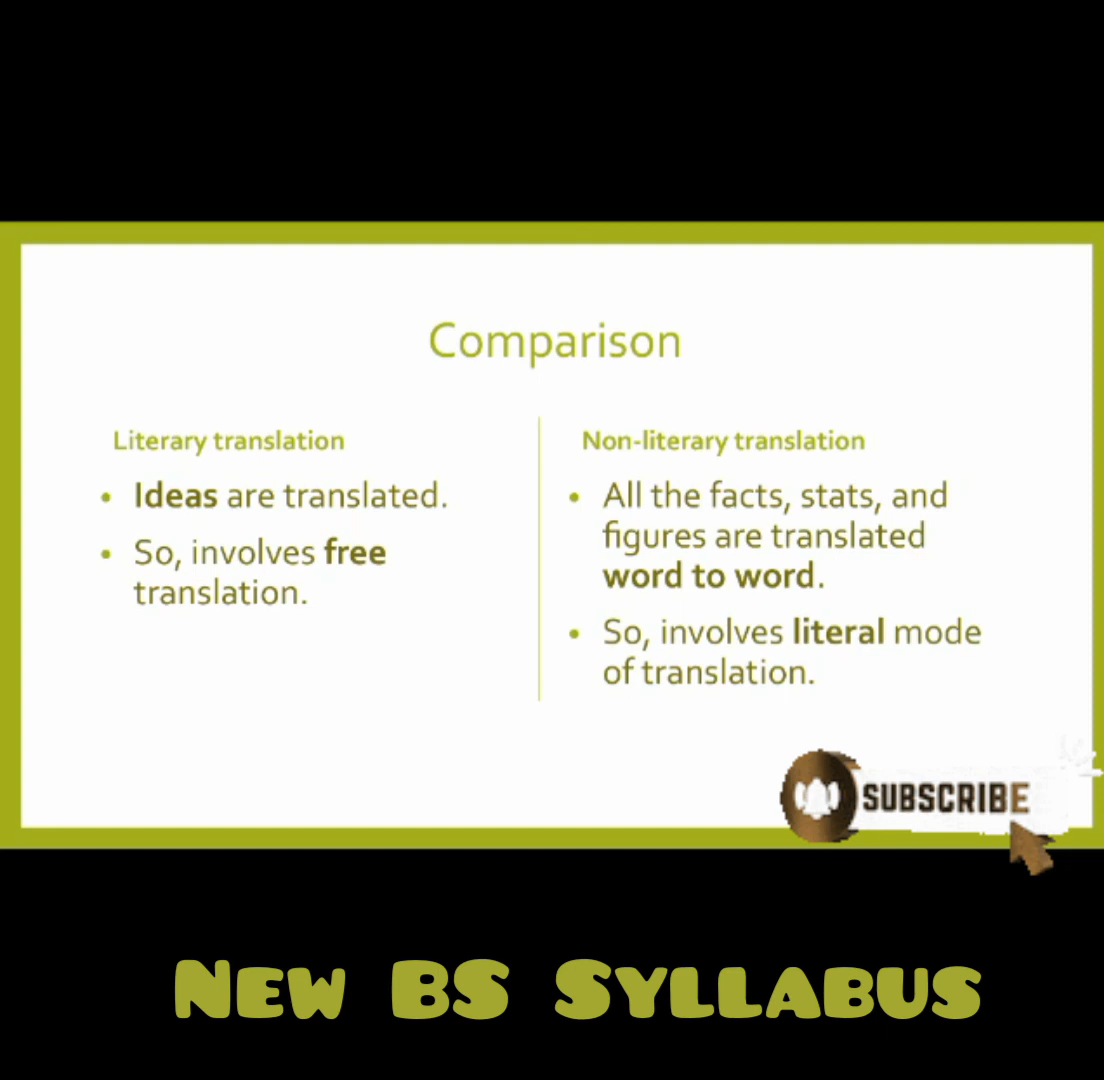 Comparison
Literary translation
• Ideas are translated.
• So, involves free
translation.
Non-literary translation
• All the facts, stats, and
figures are translated
word to word.
• So, involves literal mode
of translation.
SUBSCRIBE
New BS Syllabus